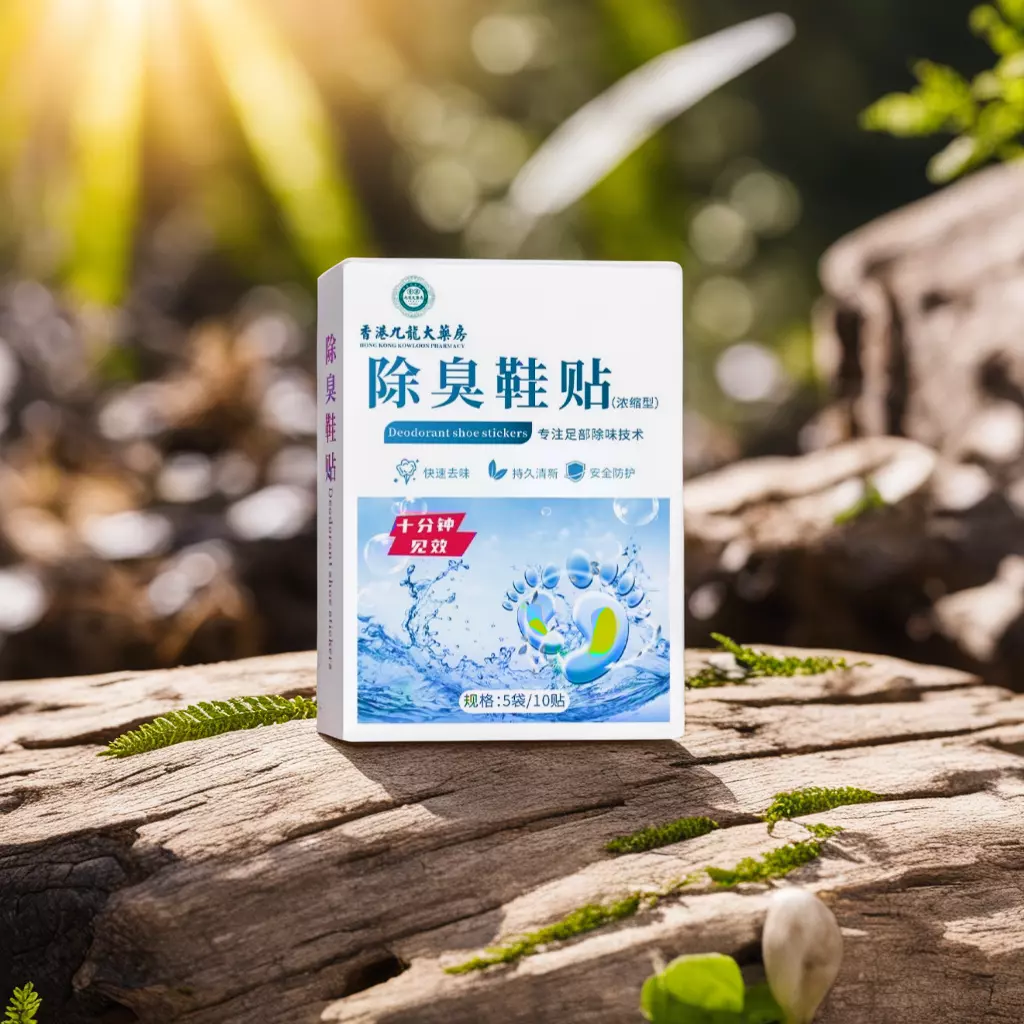 香港九龍大藥房
HONG KONG KOWLOON PHARMACY
除臭鞋贴
(浓缩型)
Deodorant shoe stickers
专注足部除味技术
快速去味
持久清新
安全防护
十分钟
见效
规格:5袋/10贴
除臭鞋贴
Deodorant shoe stickers